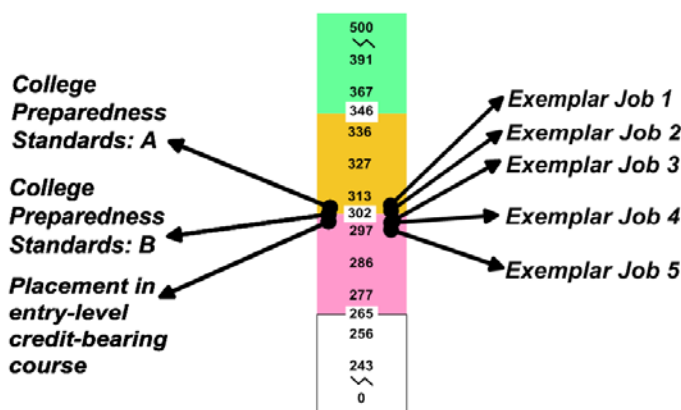 College
Preparedness
Standards: A
College
Preparedness
Standards: B
Placement in
entry-level
credit-bearing
course
500
391
367
346
336
327
313
302
297
286
277
265
256
243
0
Exemplar Job 1
Exemplar Job 2
Exemplar Job 3
Exemplar Job 4
Exemplar Job 5